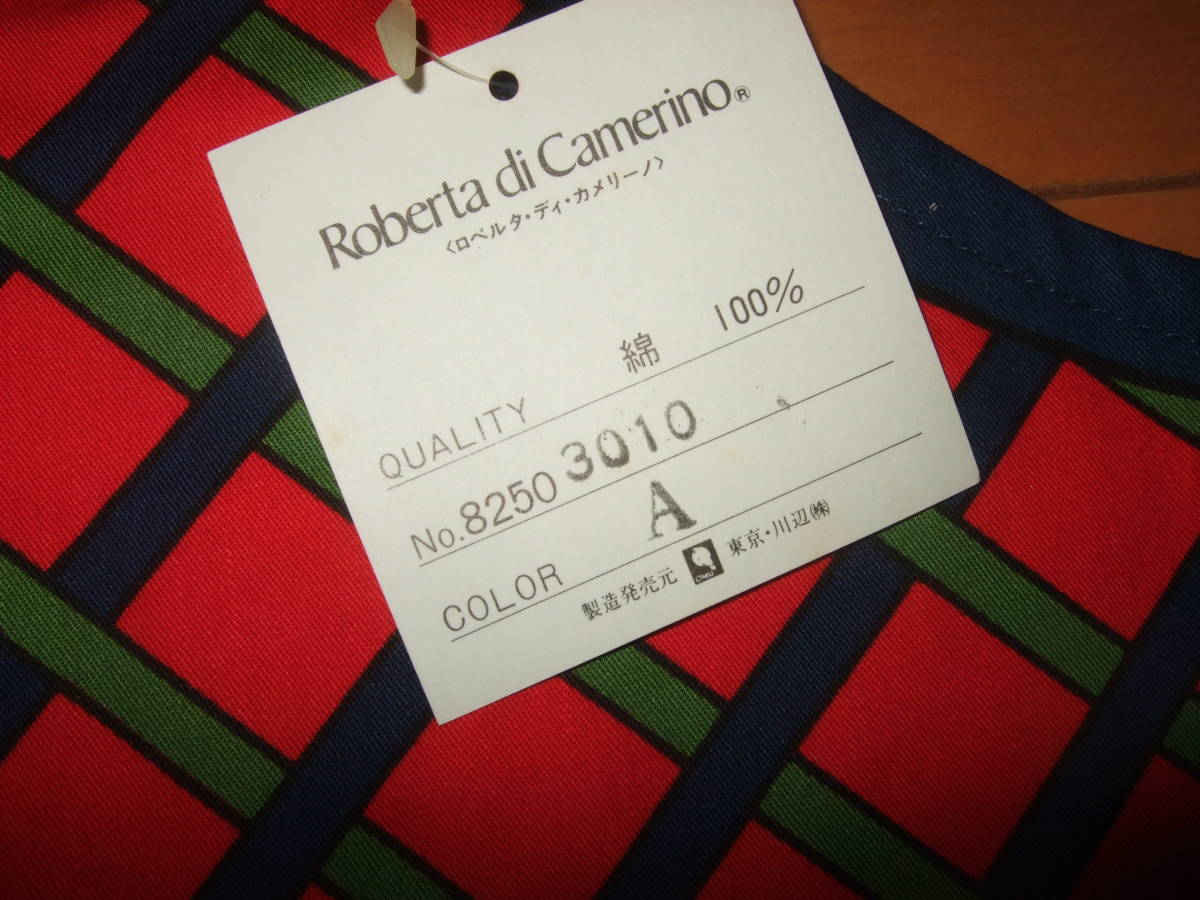 Roberta di Camerino®
〈ロベルタ・ディ・カメリーノ〉
QUALITY 綿 100%
No.8250 3010
COLOR A
製造発売元 東京・川辺㈱